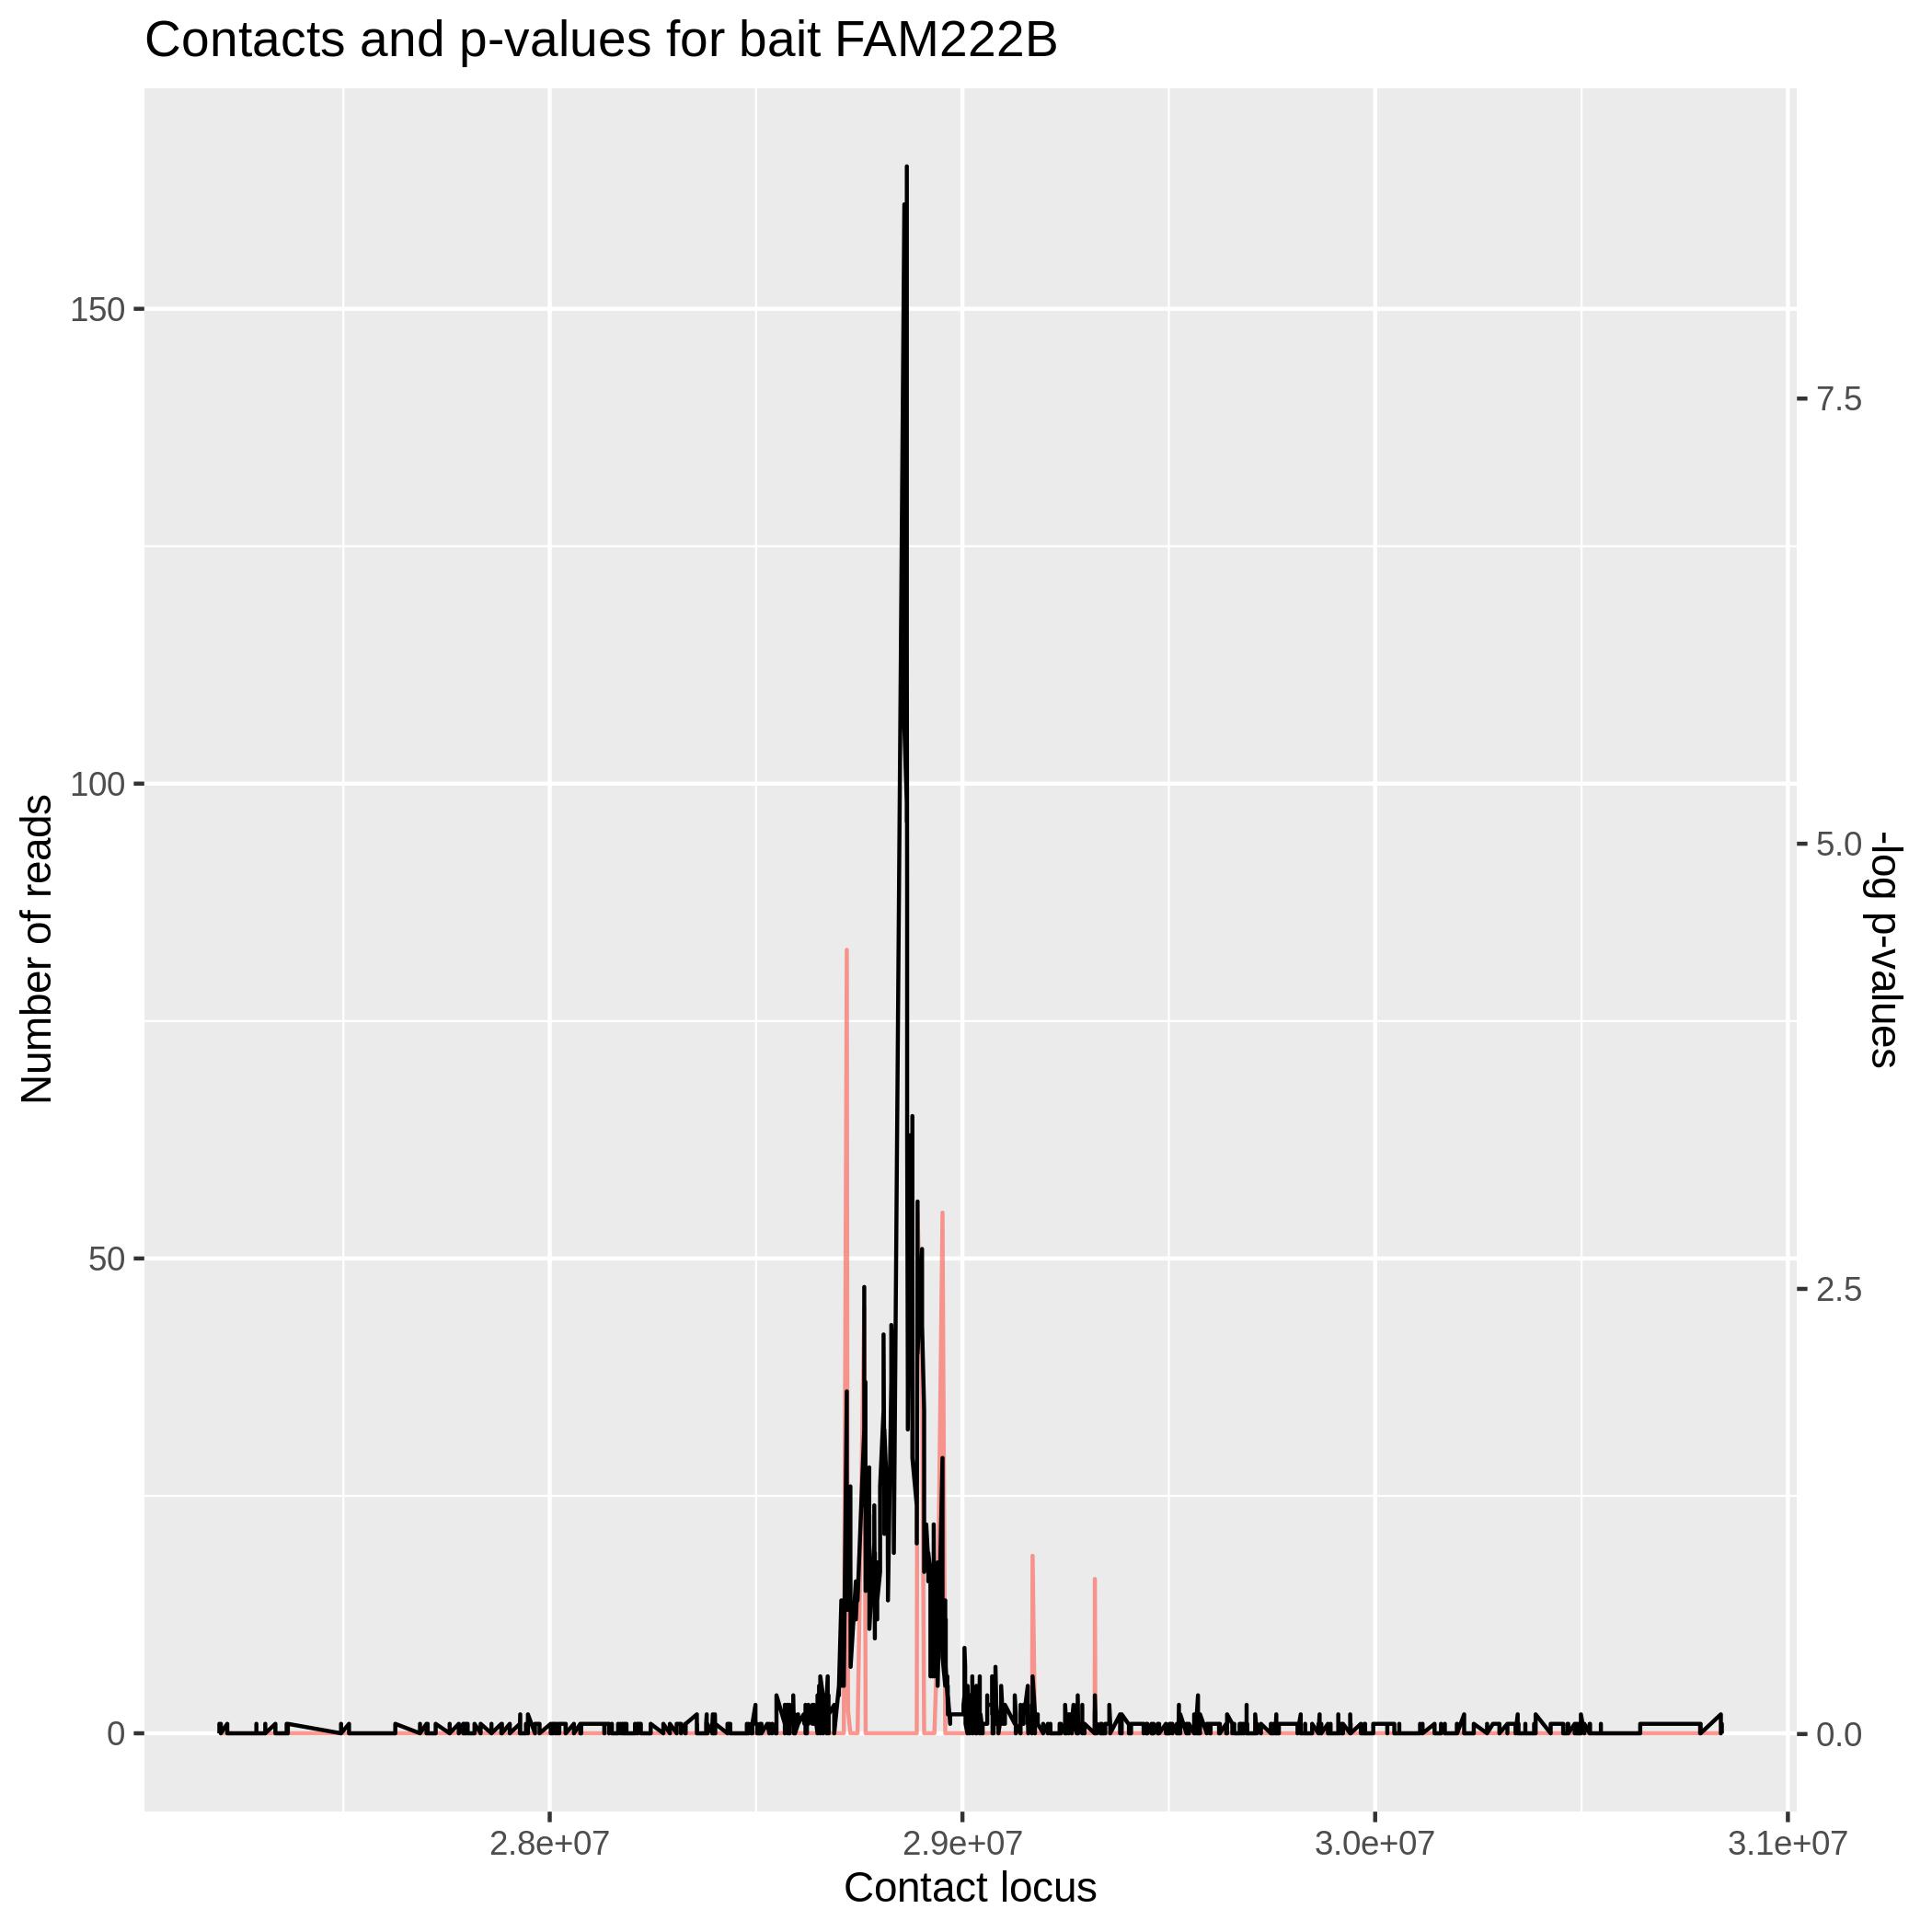 Contacts and p-values for bait FAM222B
150
100
50
0
Number of reads
7.5
5.0
2.5
0.0
-log p-values
2.8e+07
2.9e+07
3.0e+07
3.1e+07
Contact locus